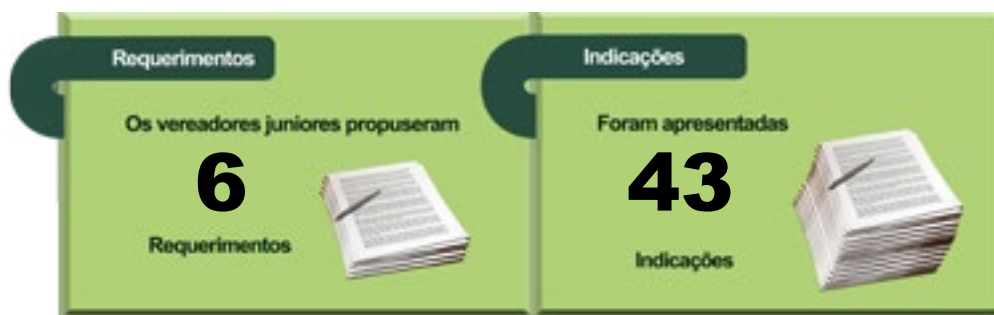 Requerimentos
Os vereadores juniores propuseram
6
Requerimentos
Indicações
Foram apresentadas
43
Indicações